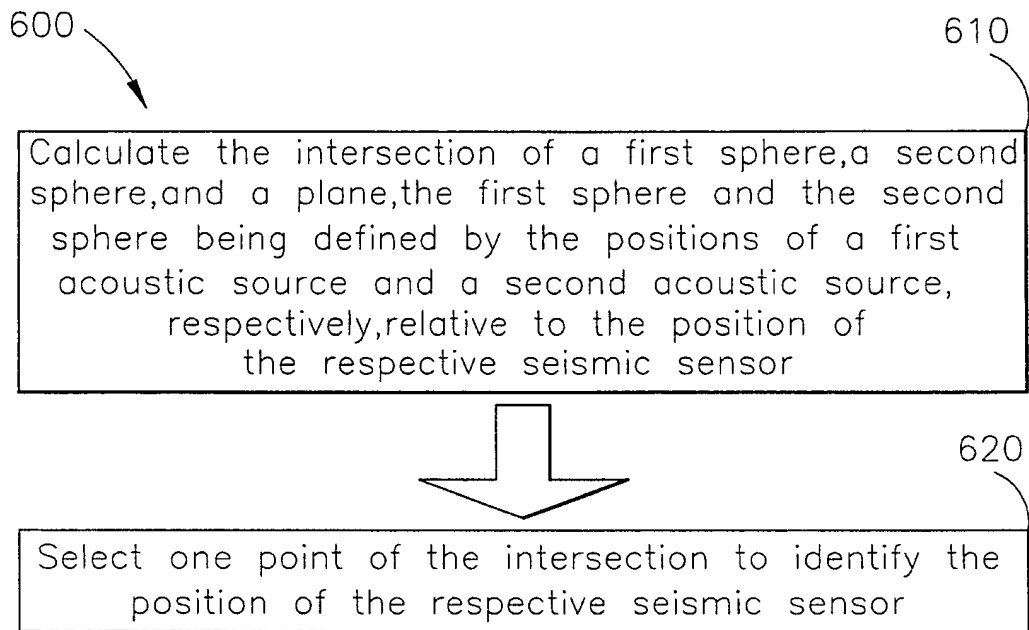 600
610
Calculate the intersection of a first sphere,a second
sphere,and a plane,the first sphere and the second
sphere being defined by the positions of a first
acoustic source and a second acoustic source,
respectively,relative to the position of
the respective seismic sensor
620
Select one point of the intersection to identify the
position of the respective seismic sensor